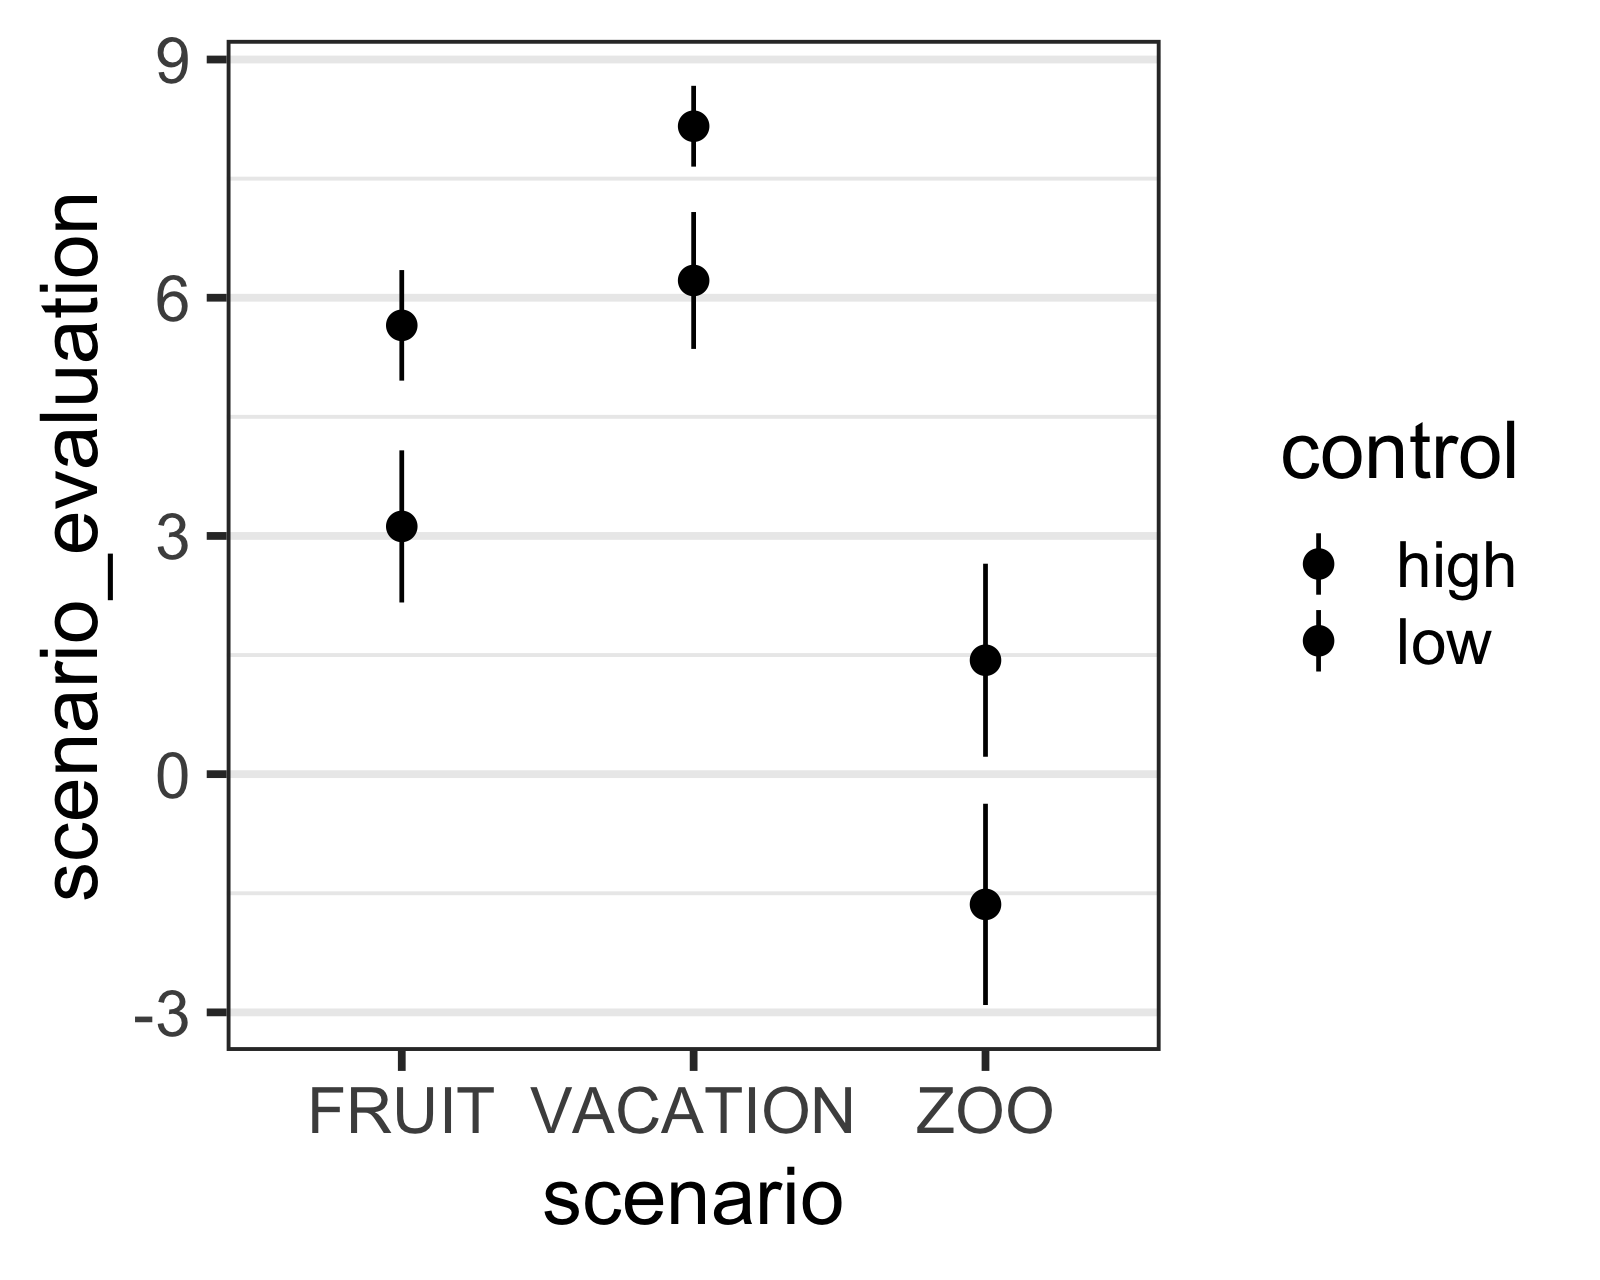 9
6
3
0
-3
scenario_evaluation
FRUIT VACATION ZOO
scenario
control
high
low